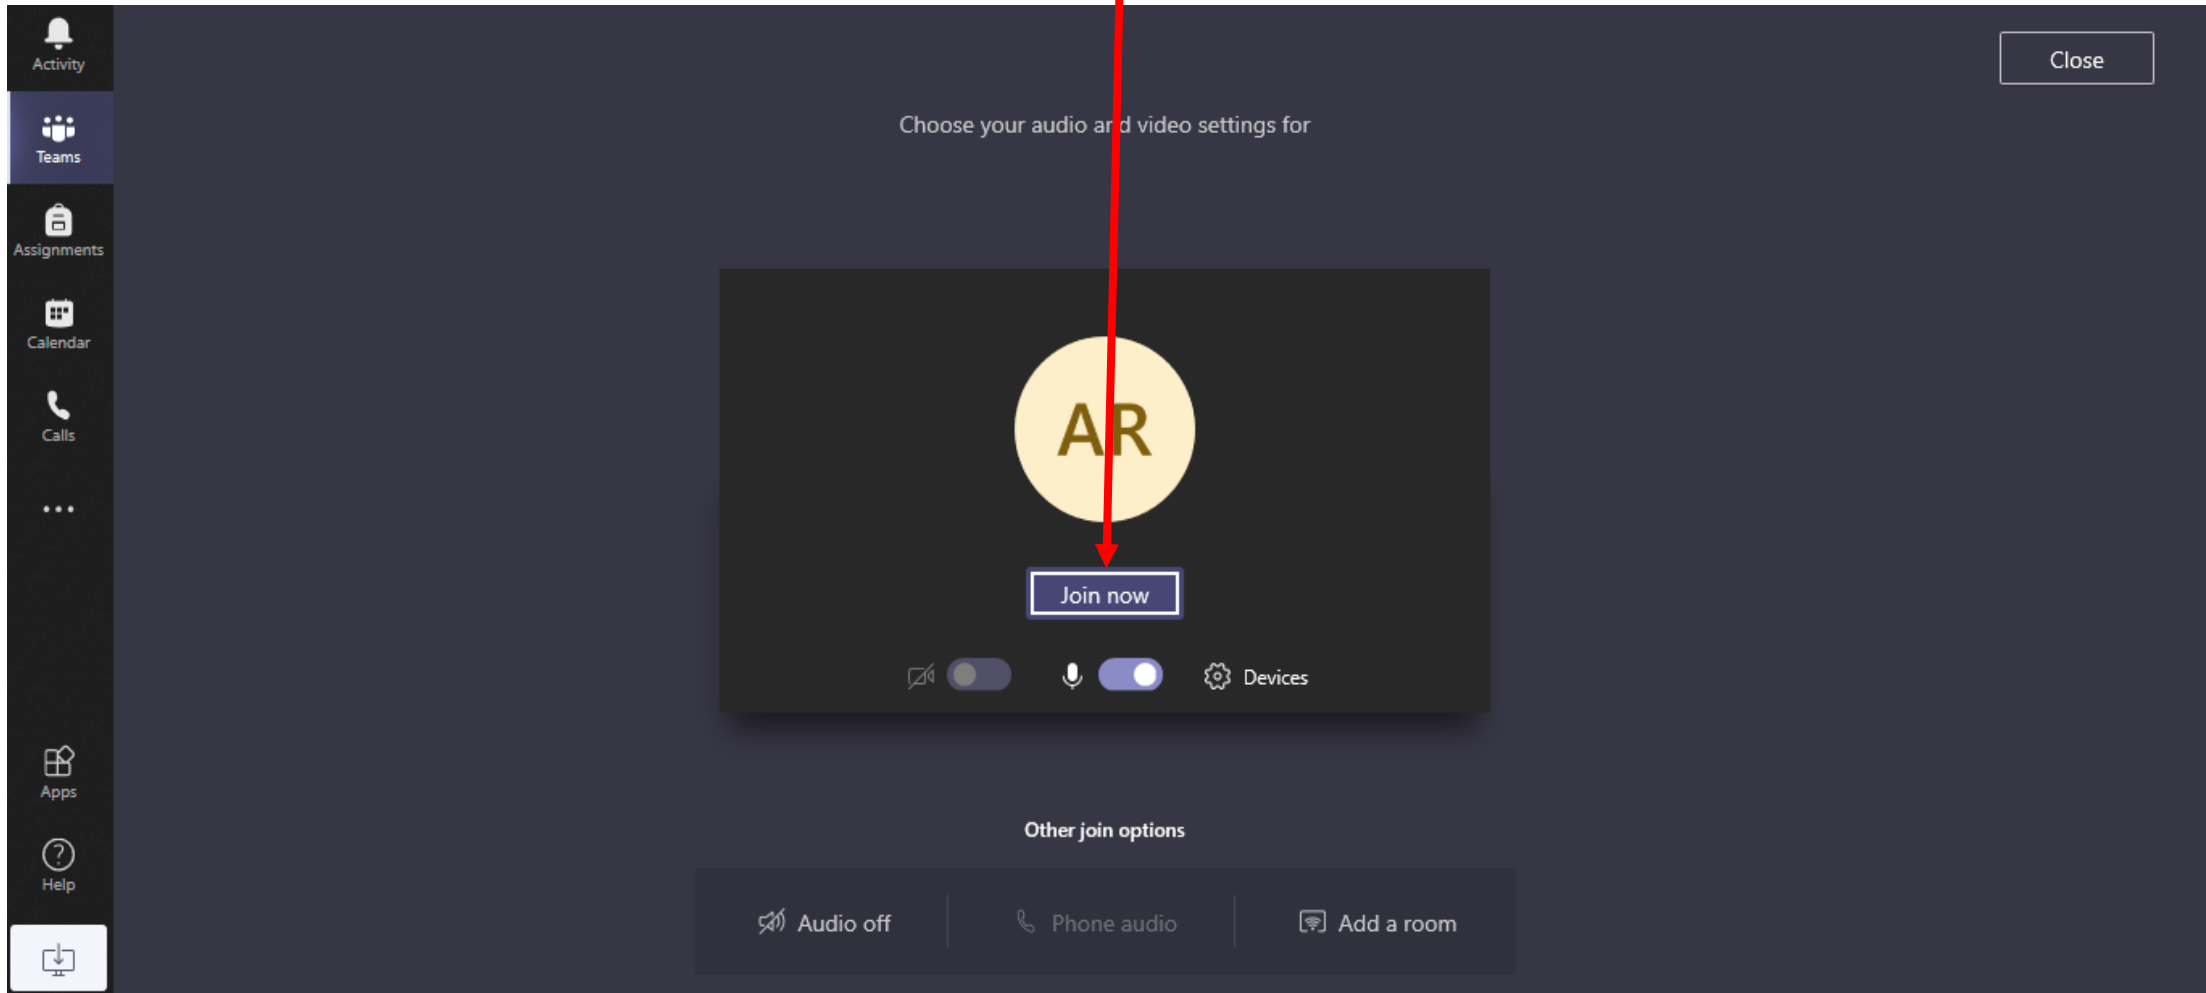 Activity
Teams
Assignments
Calendar
Calls
Apps
Help
Close
Choose your audio and video settings for
AR
Join now
Devices
Other join options
Audio off
Phone audio
Add a room